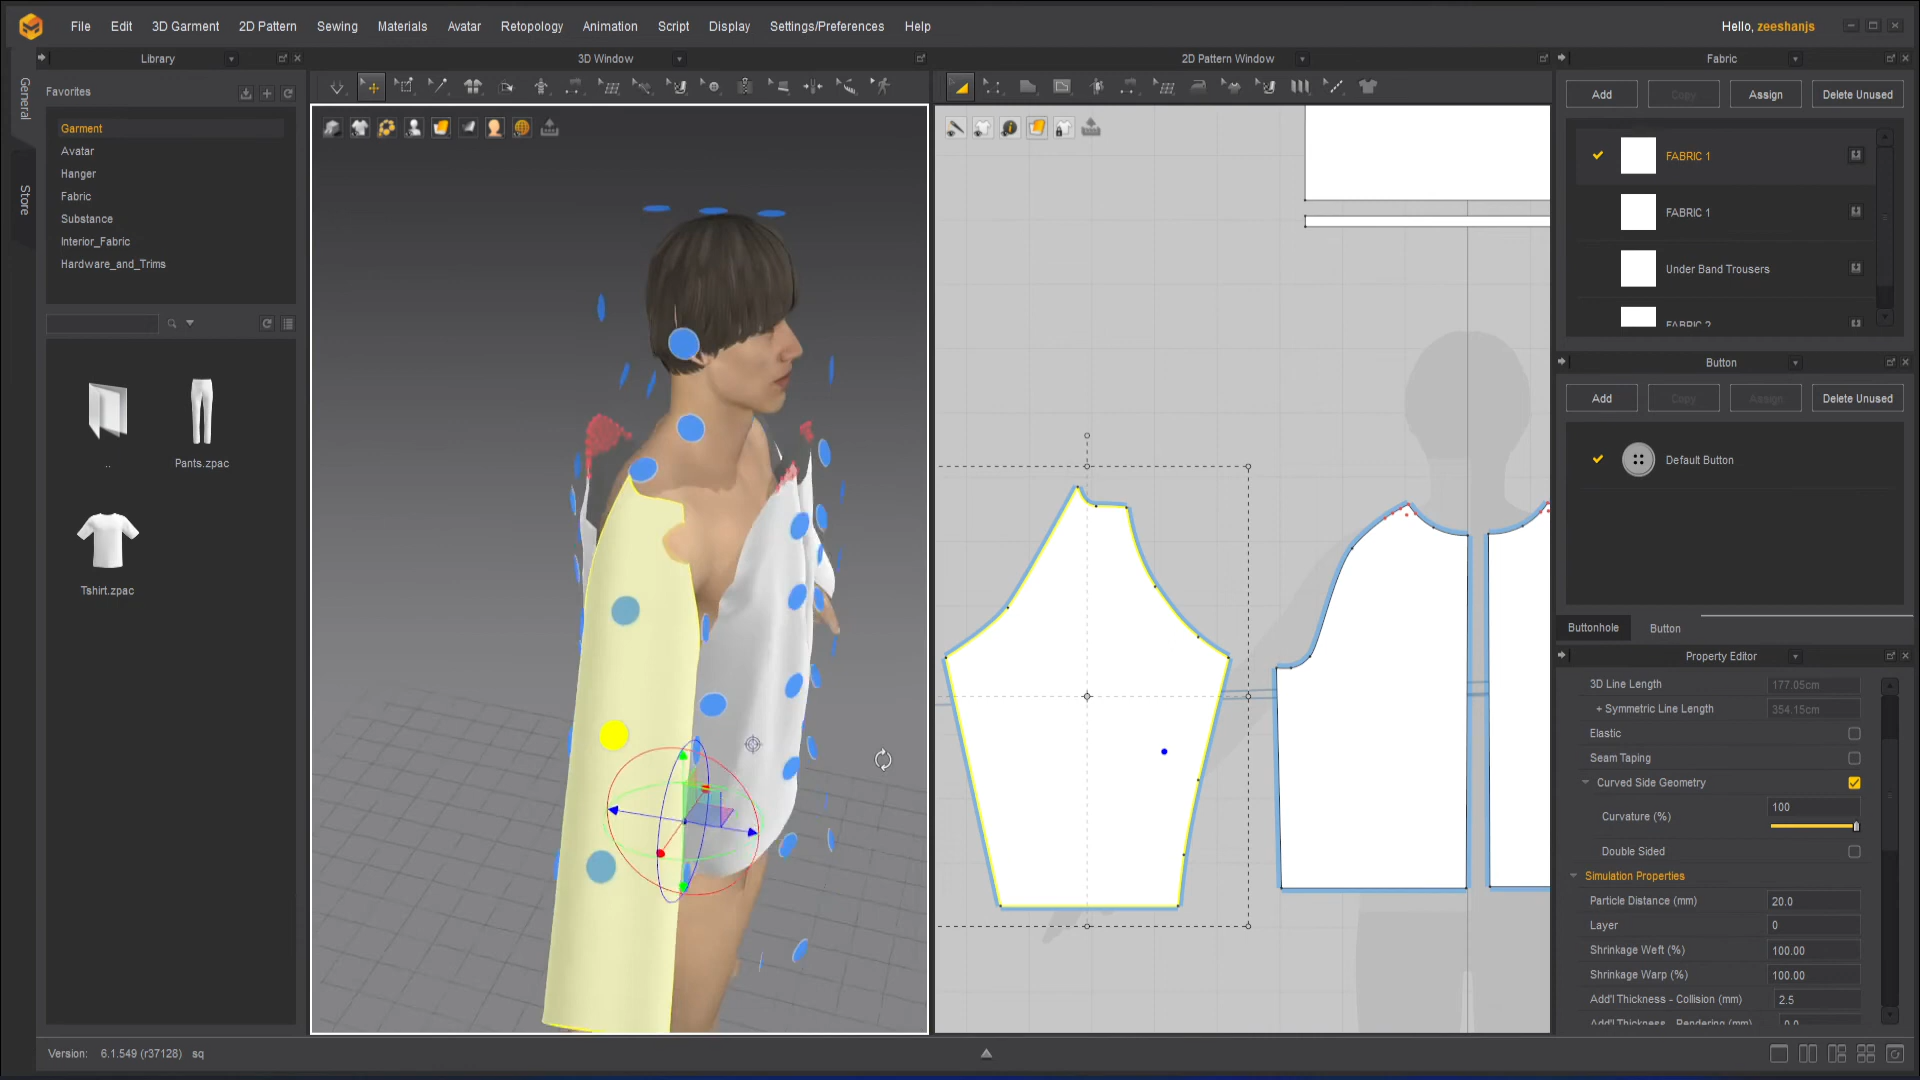 File Edit 3D Garment 2D Pattern Sewing Materials Avatar Retopology Animation Script Display Settings/Preferences Help
Hello, zeeshanjs
General
Store
Library
Favorites
Garment
Avatar
Hanger
Fabric
Substance
Interior_Fabric
Hardware_and_Trims
..
Pants.zpac
Tshirt.zpac
3D Window
2D Pattern Window
Fabric
Add Copy Assign Delete Unused
FABRIC 1
FABRIC 1
Under Band Trousers
FABRIC 2
Button
Add Copy Assign Delete Unused
Default Button
Buttonhole Button
Property Editor
3D Line Length 177.05cm
+ Symmetric Line Length 354.15cm
Elastic
Seam Taping
Curved Side Geometry
Curvature (%) 100
Double Sided
Simulation Properties
Particle Distance (mm) 20.0
Layer 0
Shrinkage Weft (%) 100.00
Shrinkage Warp (%) 100.00
Add'l Thickness - Collision (mm) 2.5
Add'l Thickness - Rendering (mm) 0.0
Version: 6.1.549 (r37128) sq